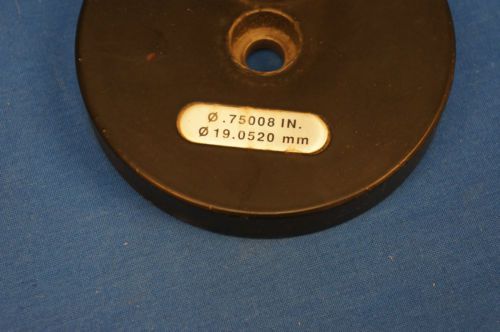 Ø .75008 IN.
Ø 19.0520 mm